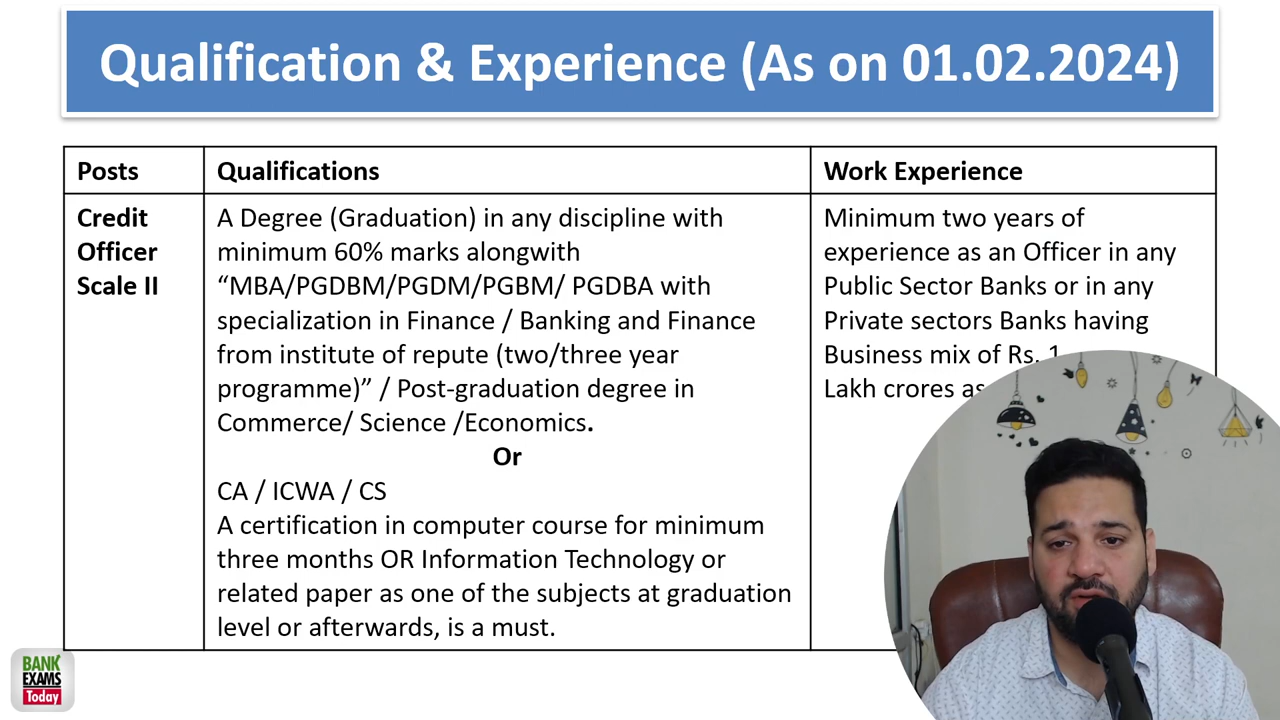 Qualification & Experience (As on 01.02.2024)
Posts
Qualifications
Work Experience
Credit
Officer
Scale II
A Degree (Graduation) in any discipline with
minimum 60% marks alongwith
“MBA/PGDBM/PGDM/PGBM/ PGDBA with
specialization in Finance / Banking and Finance
from institute of repute (two/three year
programme)” / Post-graduation degree in
Commerce/ Science /Economics.
Or
CA / ICWA / CS
A certification in computer course for minimum
three months OR Information Technology or
related paper as one of the subjects at graduation
level or afterwards, is a must.
Minimum two years of
experience as an Officer in any
Public Sector Banks or in any
Private sectors Banks having
Business mix of Rs. 1
Lakh crores as
BANK
EXAMS
Today